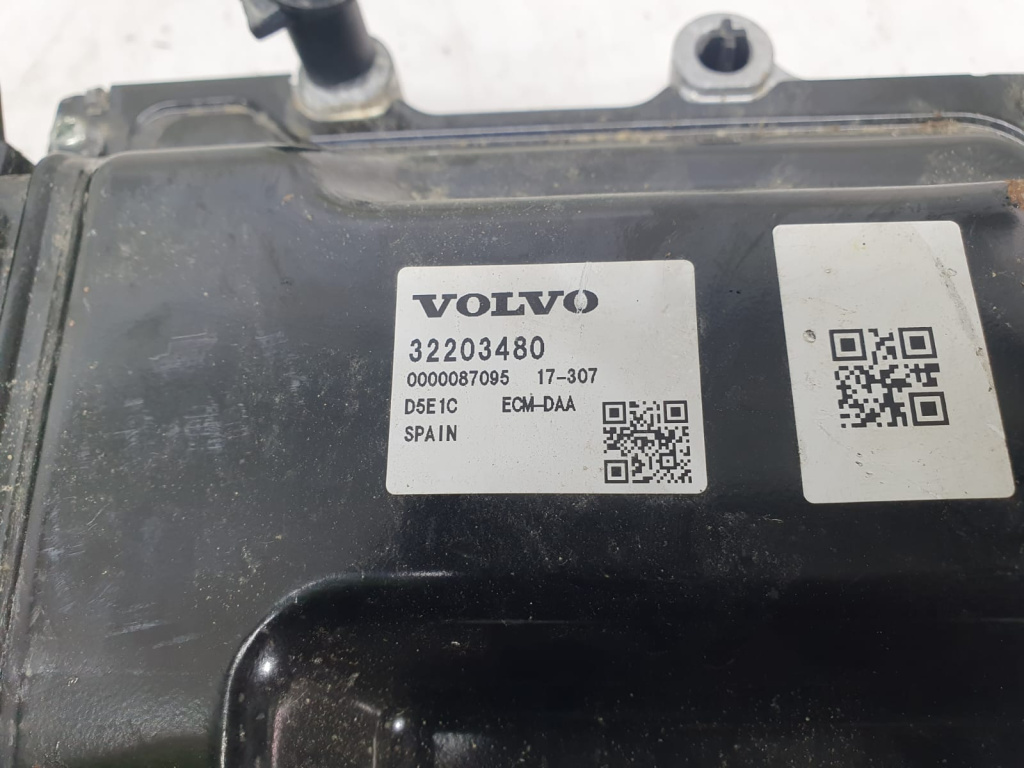 VOLVO
32203480
0000087095 17-307
D5E1C ECM-DAA
SPAIN